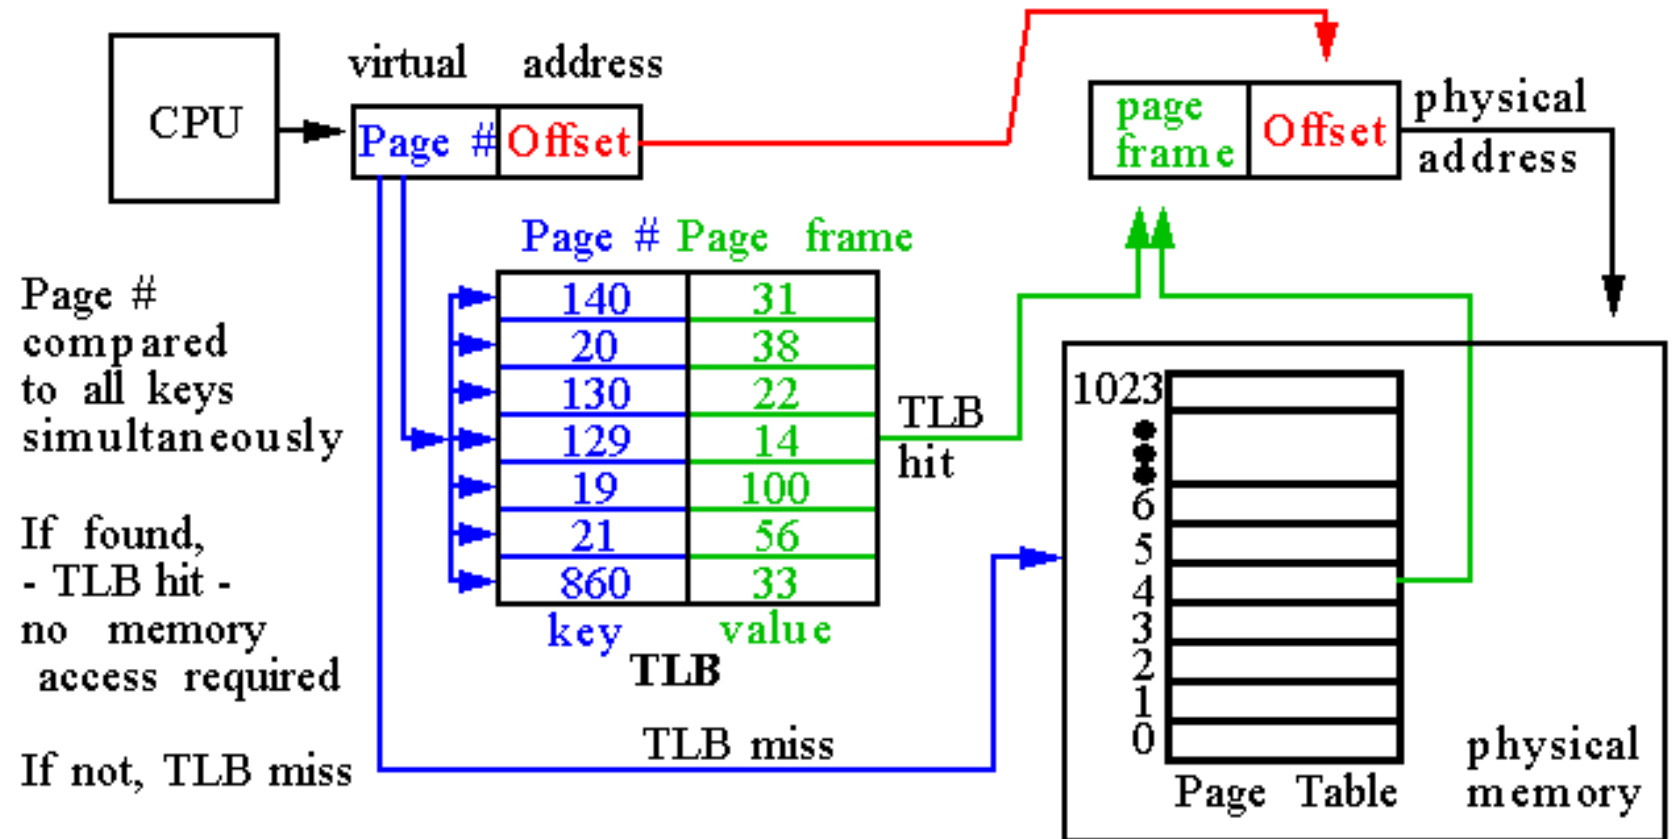 CPU
virtual address
Page # Offset
page frame Offset
physical address
Page # compared to all keys simultaneously
If found,
- TLB hit -
no memory
access required
If not, TLB miss
Page # Page frame
140 31
20 38
130 22
129 14
19 100
21 56
860 33
key value
TLB
TLB hit
TLB miss
1023
6
5
4
3
2
1
0
Page Table
physical memory